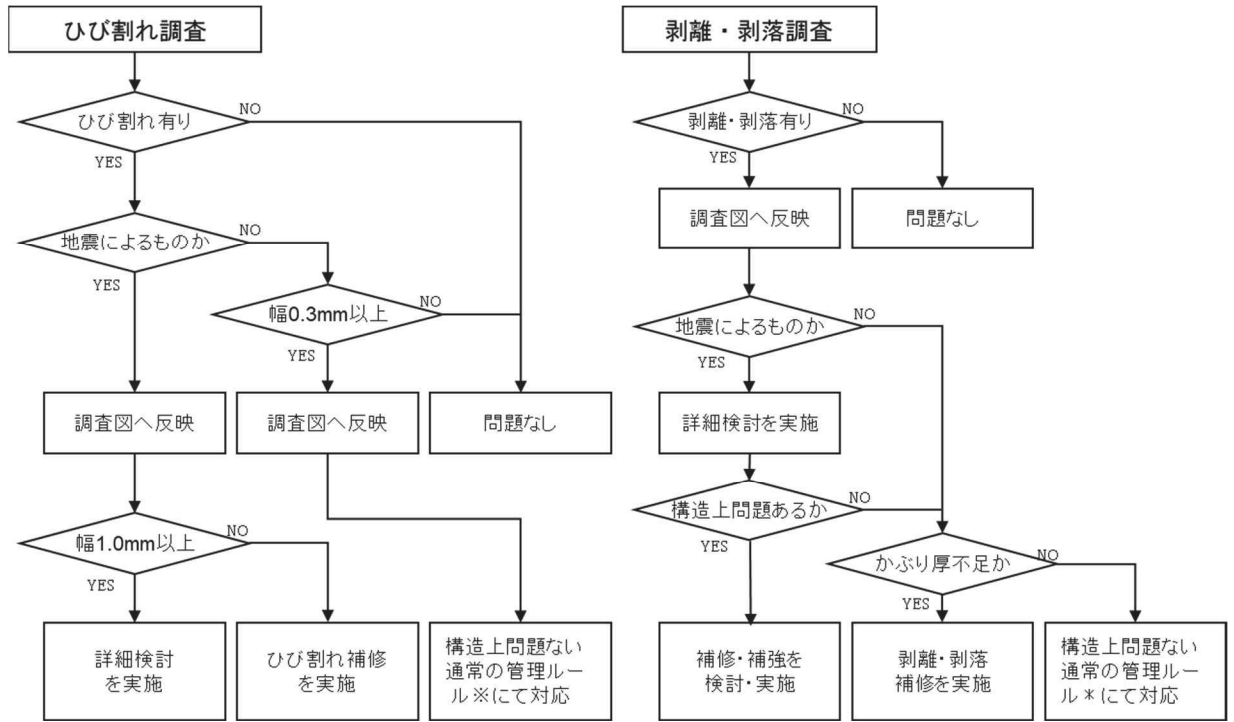 ひび割れ調査
ひび割れ有り
NO
YES
地震によるものか
NO
YES
幅0.3mm以上
NO
YES
調査図へ反映
調査図へ反映
問題なし
幅1.0mm以上
NO
YES
詳細検討
を実施
ひび割れ補修
を実施
構造上問題ない
通常の管理ルー
ル※にて対応
剥離・剥落調査
剥離・剥落有り
NO
YES
調査図へ反映
問題なし
地震によるものか
NO
YES
詳細検討を実施
構造上問題あるか
NO
YES
かぶり厚不足か
NO
YES
補修・補強を
検討・実施
剥離・剥落
補修を実施
構造上問題ない
通常の管理ルー
ル*にて対応